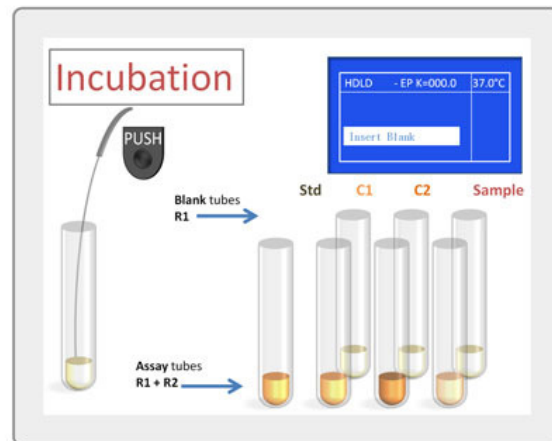 Incubation
PUSH
HDLD - EP K=000.0 37.0°C
Insert Blank
Std C1 C2 Sample
Blank tubes
R1
Assay tubes
R1 + R2